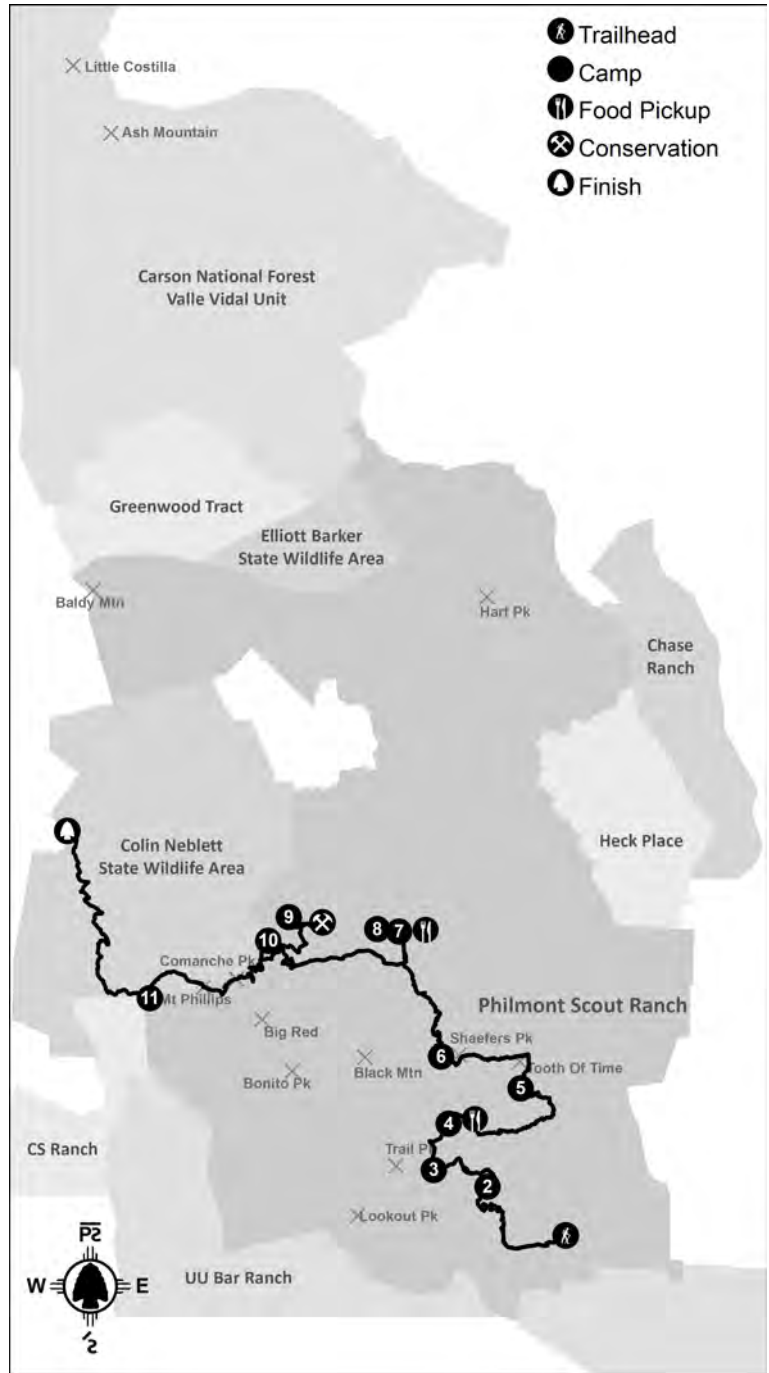 Trailhead
Camp
Food Pickup
Conservation
Finish
Little Costilla
Ash Mountain
Carson National Forest
Valle Vidal Unit
Greenwood Tract
Elliott Barker
State Wildlife Area
Baldy Mtn
Hart Pk
Chase
Ranch
Heck Place
Colin Neblett
State Wildlife Area
9
10
8
7
Comanche Pk
11
Mt Phillips
Philmont Scout Ranch
Big Red
Shaefers Pk
6
Black Mtn
Tooth Of Time
Bonito Pk
5
4
CS Ranch
Trail Pk
3
2
Lookout Pk
UU Bar Ranch
W
E